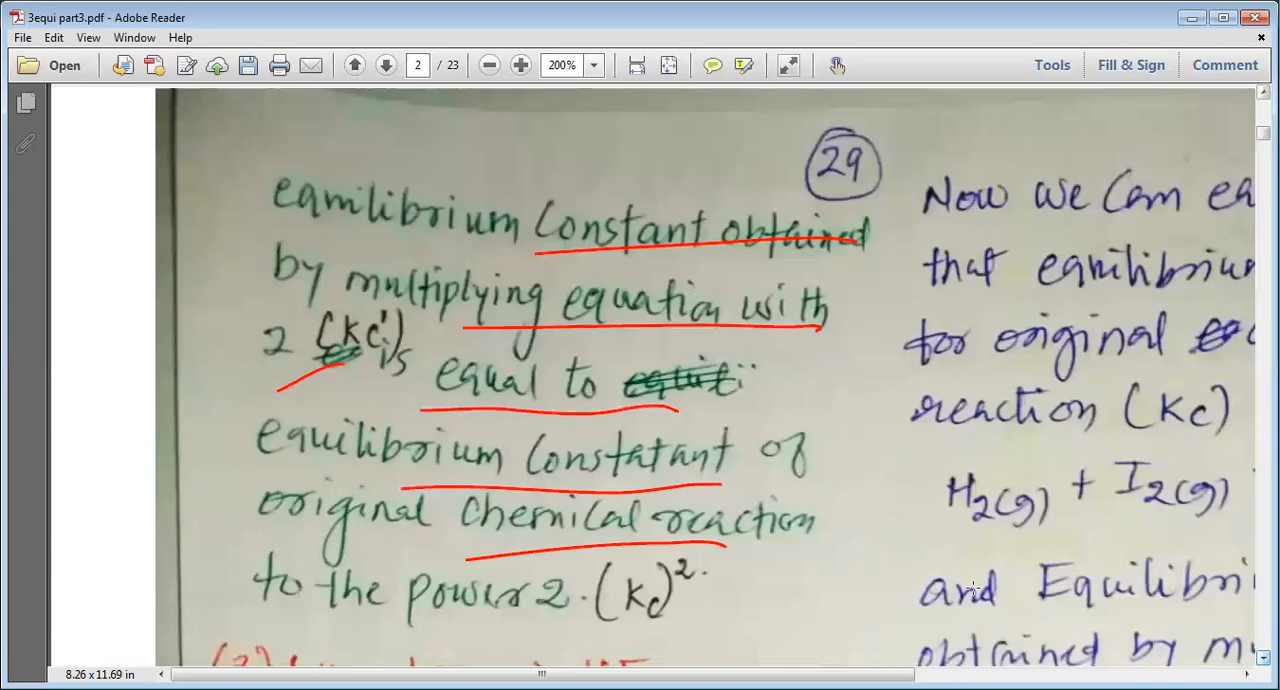 3equi part3.pdf - Adobe Reader
File Edit View Window Help
Open 2 / 23 200% Tools Fill & Sign Comment
29
eqnilibrium Constant obtained
by multiplying equation with
2 (Kc') is equal to
equilibrium Constatant of
original Chemical reaction
to the power 2. (Kc)2.
Now we Can
that eqnilibriu
for original
reaction (Kc)
H2(g) + I2(g)
and Equilibri
obtained by mu
8.26 x 11.69 in